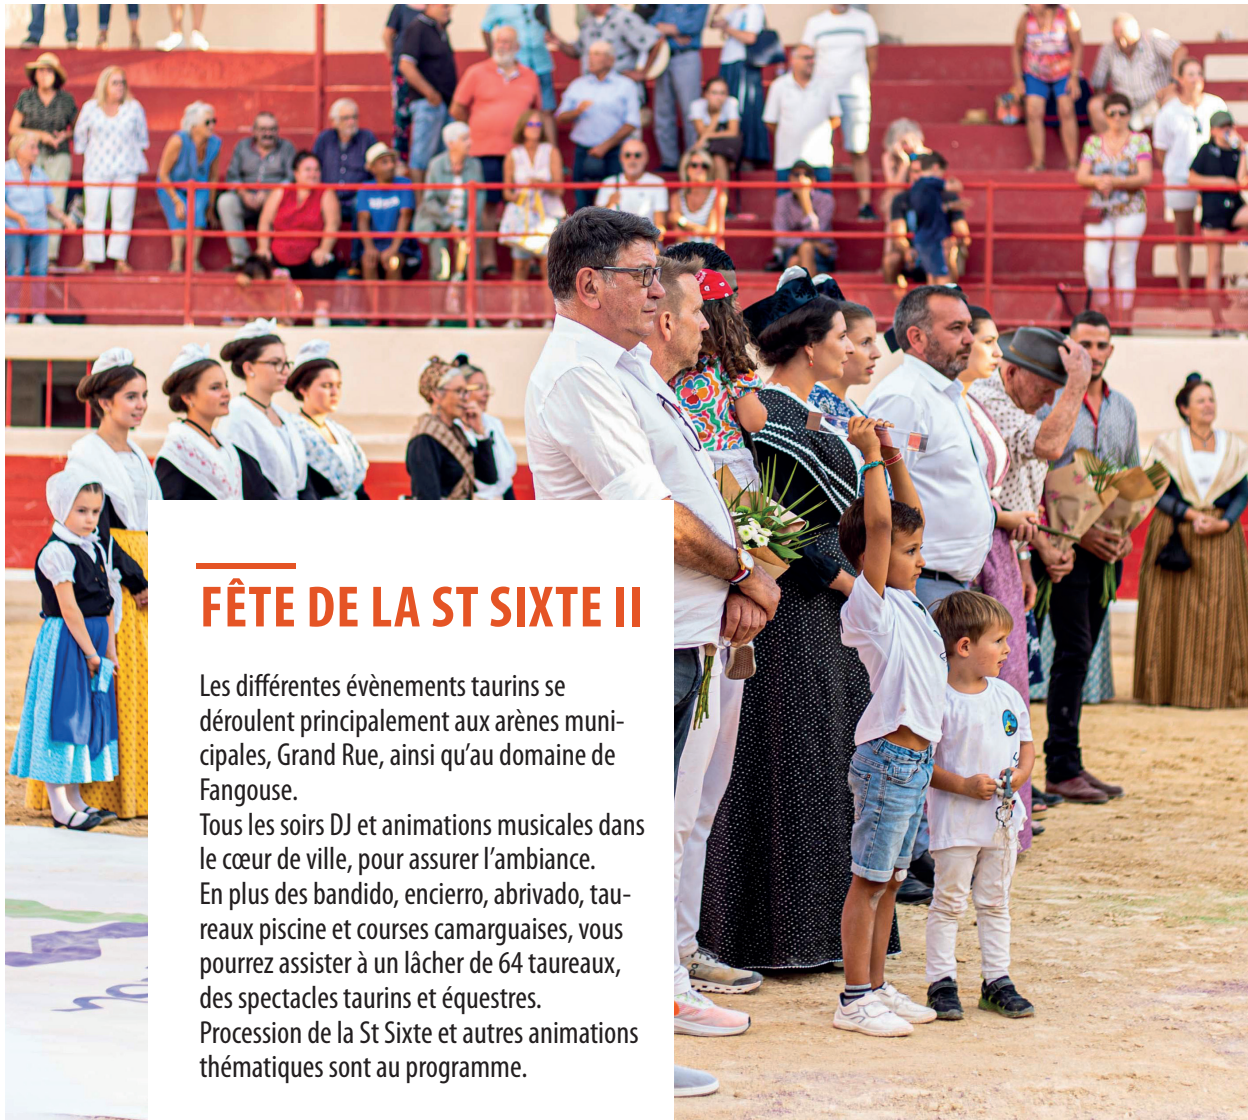 FÊTE DE LA ST SIXTE II
Les différentes évènements taurins se
déroulent principalement aux arènes muni-
cipales, Grand Rue, ainsi qu'au domaine de
Fangouse.
Tous les soirs DJ et animations musicales dans
le cœur de ville, pour assurer l'ambiance.
En plus des bandido, encierro, abrivado, tau-
reaux piscine et courses camarguaises, vous
pourrez assister à un lâcher de 64 taureaux,
des spectacles taurins et équestres.
Procession de la St Sixte et autres animations
thématiques sont au programme.